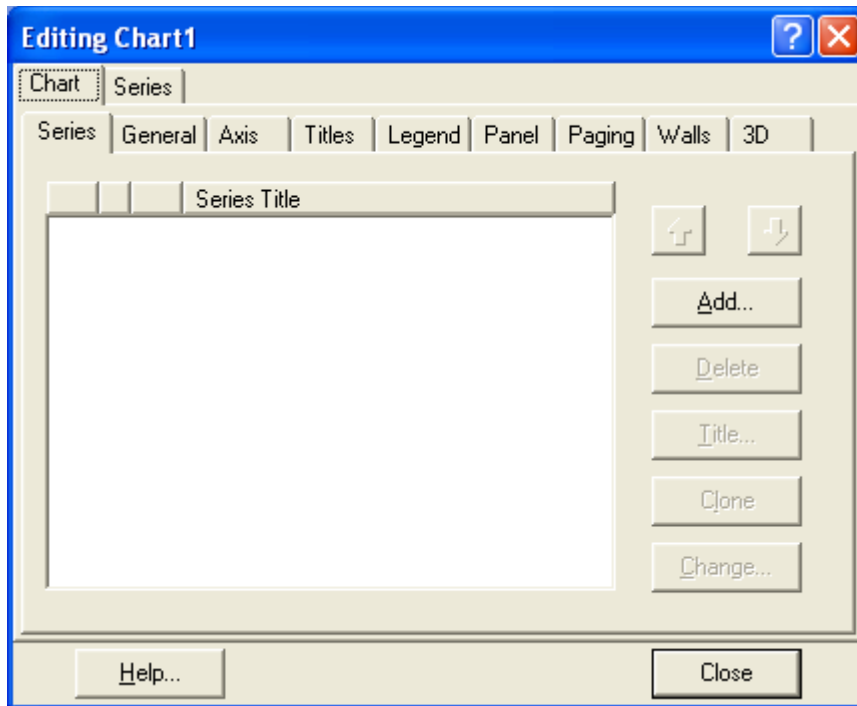 Editing Chart1
Chart Series
Series General Axis Titles Legend Panel Paging Walls 3D
Series Title
Add...
Delete
Title...
Clone
Change...
Help... Close